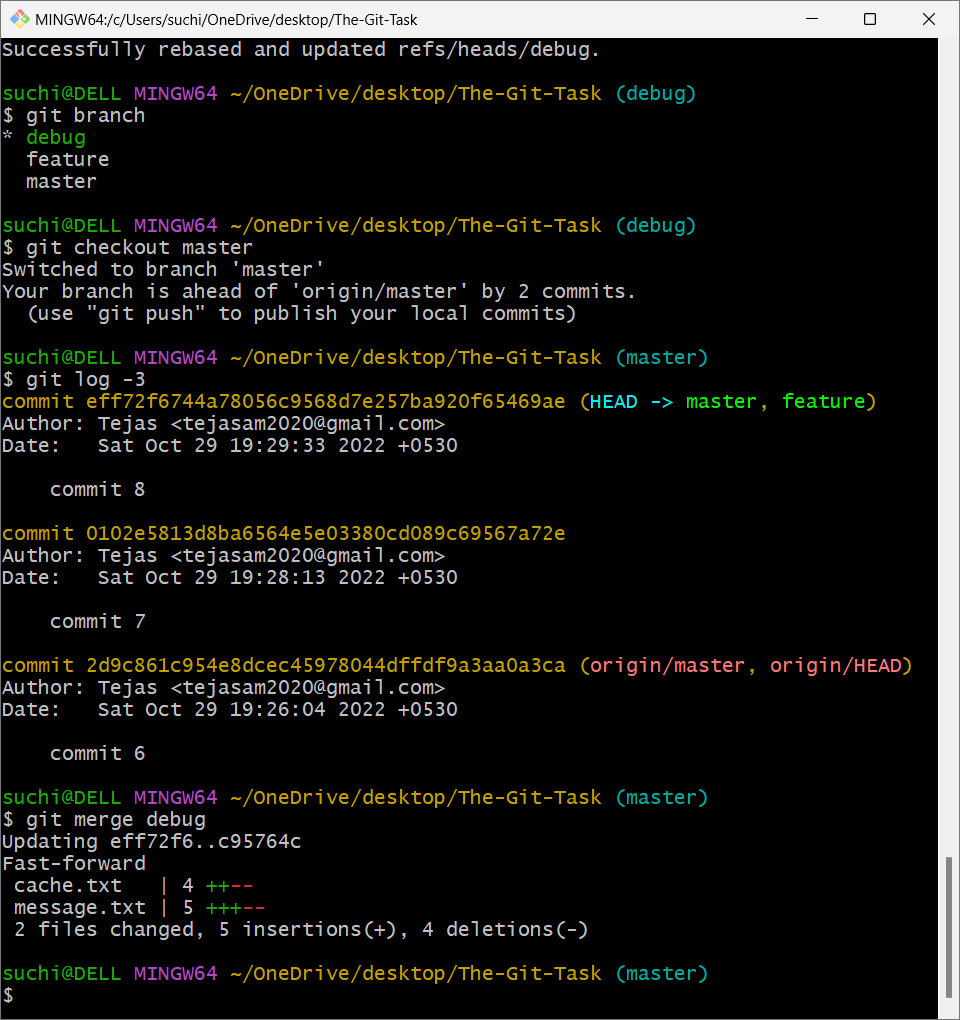 MINGW64:/c/Users/suchi/OneDrive/desktop/The-Git-Task
Successfully rebased and updated refs/heads/debug.
suchi@DELL MINGW64 ~/OneDrive/desktop/The-Git-Task (debug)
$ git branch
* debug
  feature
  master
suchi@DELL MINGW64 ~/OneDrive/desktop/The-Git-Task (debug)
$ git checkout master
Switched to branch 'master'
Your branch is ahead of 'origin/master' by 2 commits.
  (use "git push" to publish your local commits)
suchi@DELL MINGW64 ~/OneDrive/desktop/The-Git-Task (master)
$ git log -3
commit eff72f6744a78056c9568d7e257ba920f65469ae (HEAD -> master, feature)
Author: Tejas <tejasam2020@gmail.com>
Date:   Sat Oct 29 19:29:33 2022 +0530
    commit 8
commit 0102e5813d8ba6564e5e03380cd089c69567a72e
Author: Tejas <tejasam2020@gmail.com>
Date:   Sat Oct 29 19:28:13 2022 +0530
    commit 7
commit 2d9c861c954e8dcec45978044dffdf9a3aa0a3ca (origin/master, origin/HEAD)
Author: Tejas <tejasam2020@gmail.com>
Date:   Sat Oct 29 19:26:04 2022 +0530
    commit 6
suchi@DELL MINGW64 ~/OneDrive/desktop/The-Git-Task (master)
$ git merge debug
Updating eff72f6..c95764c
Fast-forward
 cache.txt   | 4 ++--
 message.txt | 5 +++--
 2 files changed, 5 insertions(+), 4 deletions(-)
suchi@DELL MINGW64 ~/OneDrive/desktop/The-Git-Task (master)
$